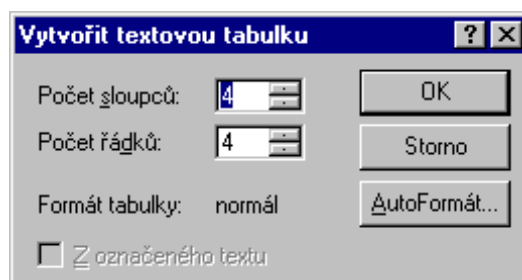 Vytvořit textovou tabulku
Počet sloupců: 4
OK
Počet řádků: 4
Storno
Formát tabulky: normál
AutoFormát...
Z označeného textu